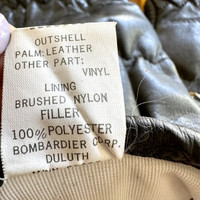 OUTSHELL
PALM: LEATHER
OTHER PART:
VINYL
LINING
BRUSHED NYLON
FILLER
100% POLYESTER
BOMBARDIER CORP.
DULUTH